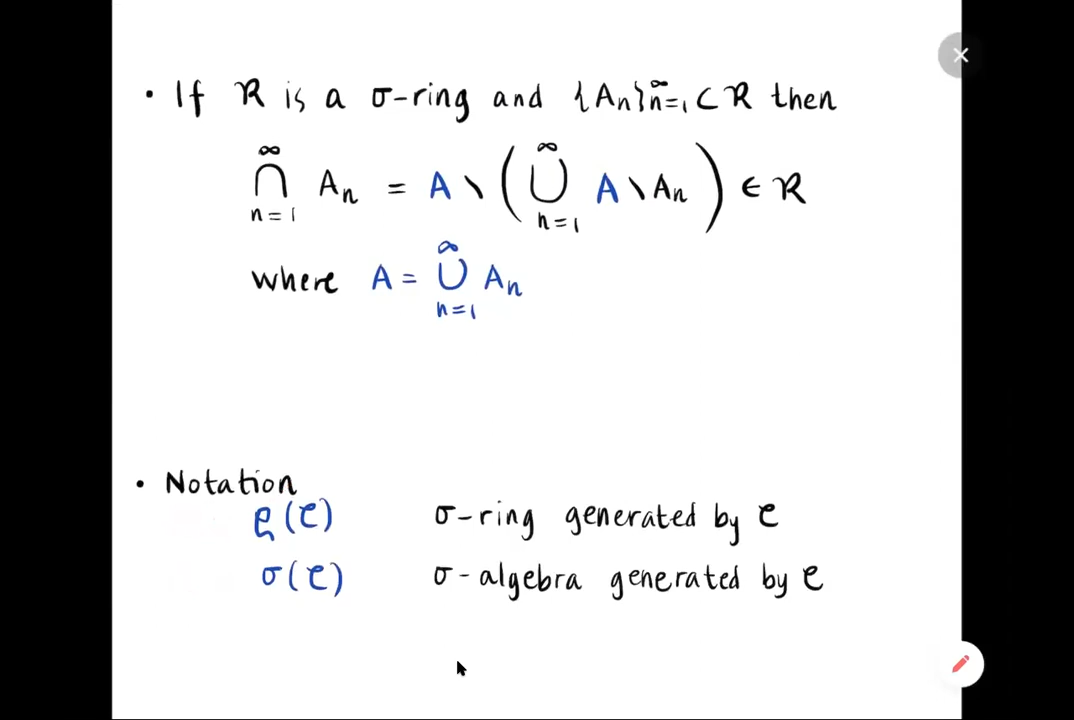 • If ℛ is a σ-ring and {Aₙ}ₙ₌₁^∞ ⊂ ℛ then
⋂ₙ₌₁^∞ Aₙ = A \ (⋃ₙ₌₁^∞ A \ Aₙ) ∈ ℛ
where A = ⋃ₙ₌₁^∞ Aₙ
• Notation
ϱ(𝒞) σ-ring generated by 𝒞
σ(𝒞) σ-algebra generated by 𝒞